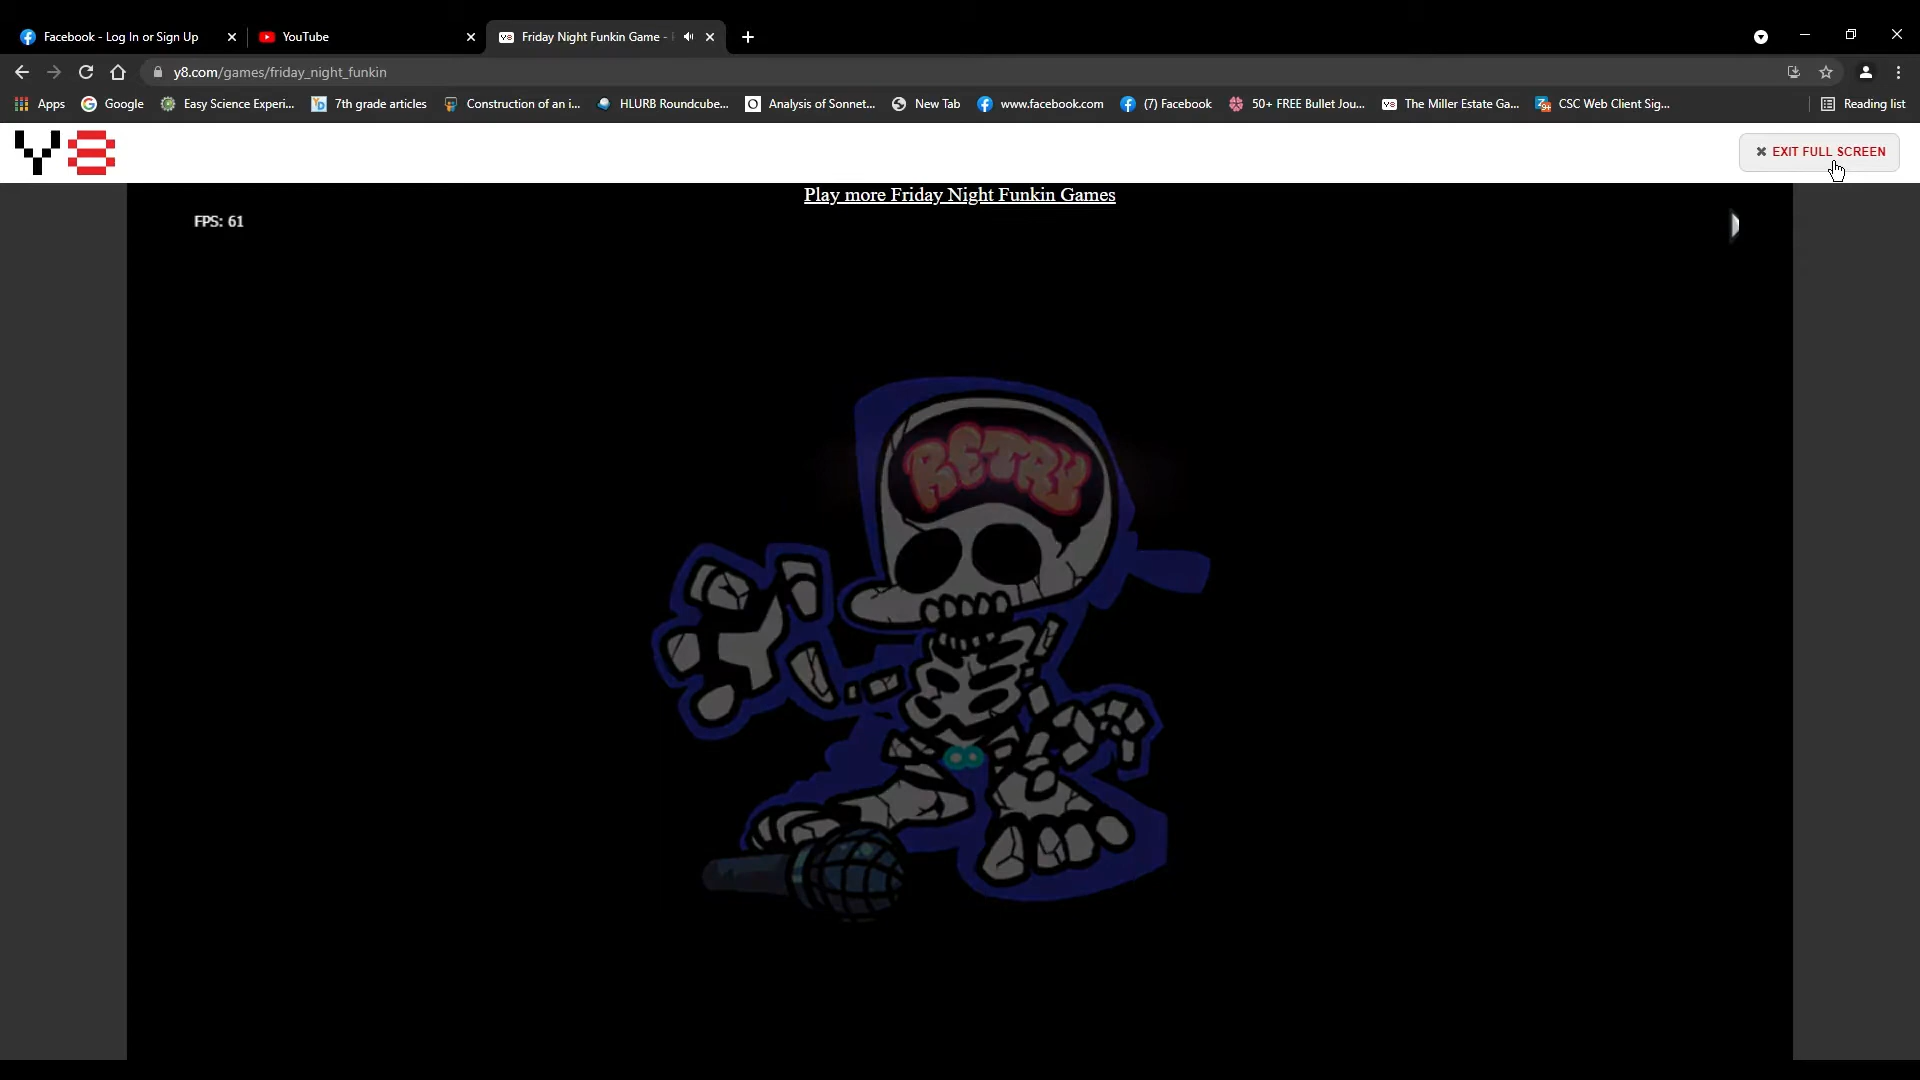 Facebook - Log In or Sign Up
YouTube
Friday Night Funkin Game -
y8.com/games/friday_night_funkin
Apps
Google
Easy Science Experi...
7th grade articles
Construction of an i...
HLURB Roundcube...
Analysis of Sonnet...
New Tab
www.facebook.com
(7) Facebook
50+ FREE Bullet Jou...
The Miller Estate Ga...
CSC Web Client Sig...
Reading list
Y8
EXIT FULL SCREEN
Play more Friday Night Funkin Games
FPS: 61
RETRY